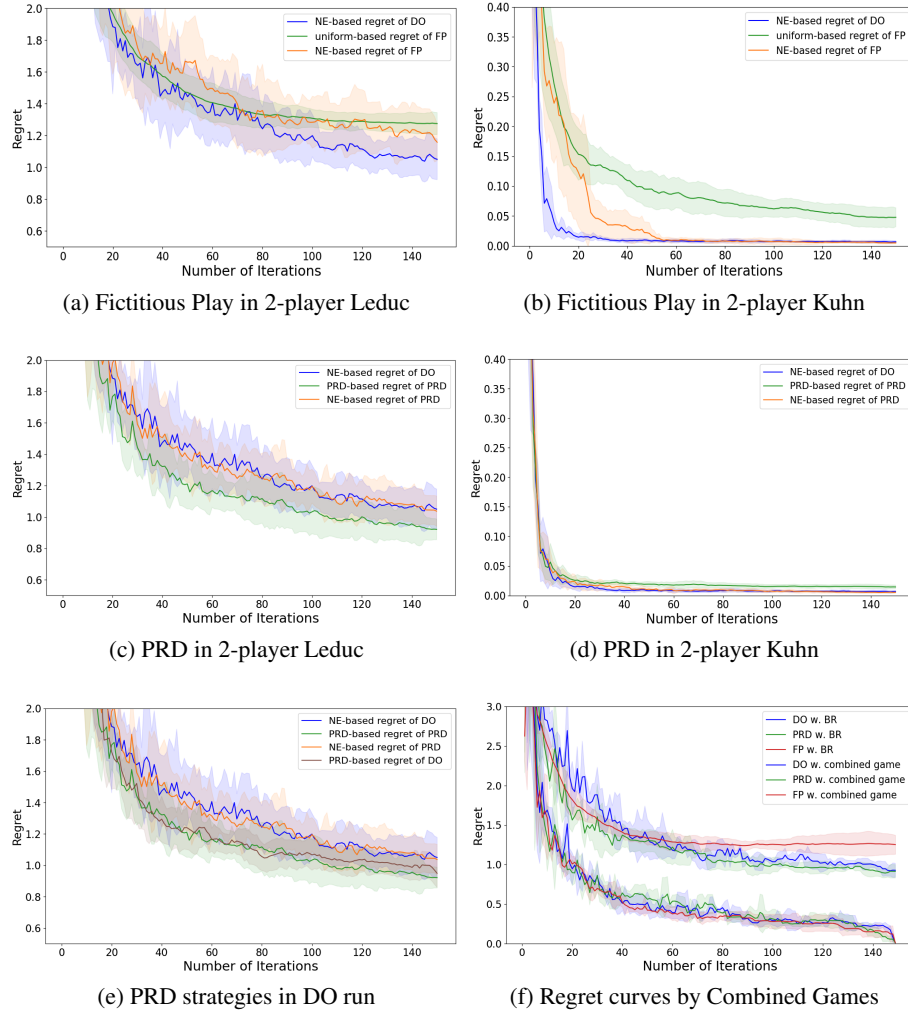 NE-based regret of DO
uniform-based regret of FP
NE-based regret of FP
Regret
2.0
1.8
1.6
1.4
1.2
1.0
0.8
0.6
0 20 40 60 80 100 120 140
Number of Iterations
(a) Fictitious Play in 2-player Leduc
NE-based regret of DO
uniform-based regret of FP
NE-based regret of FP
Regret
0.40
0.35
0.30
0.25
0.20
0.15
0.10
0.05
0.00
0 20 40 60 80 100 120 140
Number of Iterations
(b) Fictitious Play in 2-player Kuhn
NE-based regret of DO
PRD-based regret of PRD
NE-based regret of PRD
Regret
2.0
1.8
1.6
1.4
1.2
1.0
0.8
0.6
0 20 40 60 80 100 120 140
Number of Iterations
(c) PRD in 2-player Leduc
NE-based regret of DO
PRD-based regret of PRD
NE-based regret of PRD
Regret
0.40
0.35
0.30
0.25
0.20
0.15
0.10
0.05
0.00
0 20 40 60 80 100 120 140
Number of Iterations
(d) PRD in 2-player Kuhn
NE-based regret of DO
PRD-based regret of PRD
NE-based regret of PRD
PRD-based regret of DO
Regret
2.0
1.8
1.6
1.4
1.2
1.0
0.8
0.6
0 20 40 60 80 100 120 140
Number of Iterations
(e) PRD strategies in DO run
DO w. BR
PRD w. BR
FP w. BR
DO w. combined game
PRD w. combined game
FP w. combined game
Regret
3.0
2.5
2.0
1.5
1.0
0.5
0.0
0 20 40 60 80 100 120 140
Number of Iterations
(f) Regret curves by Combined Games